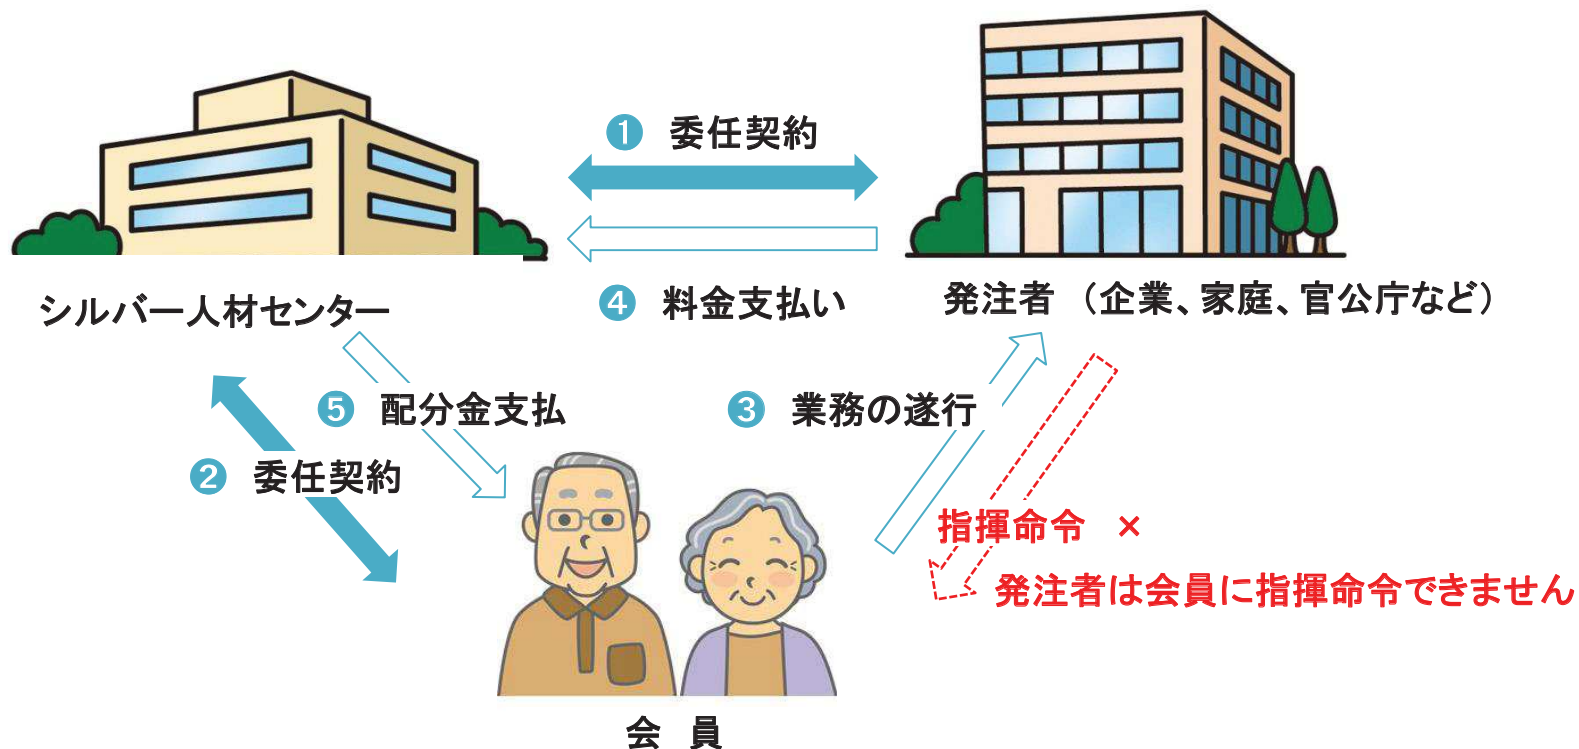 ❶ 委任契約
❹ 料金支払い
シルバー人材センター
発注者 （企業、家庭、官公庁など）
❺ 配分金支払
❸ 業務の遂行
❷ 委任契約
指揮命令 ×
発注者は会員に指揮命令できません
会 員